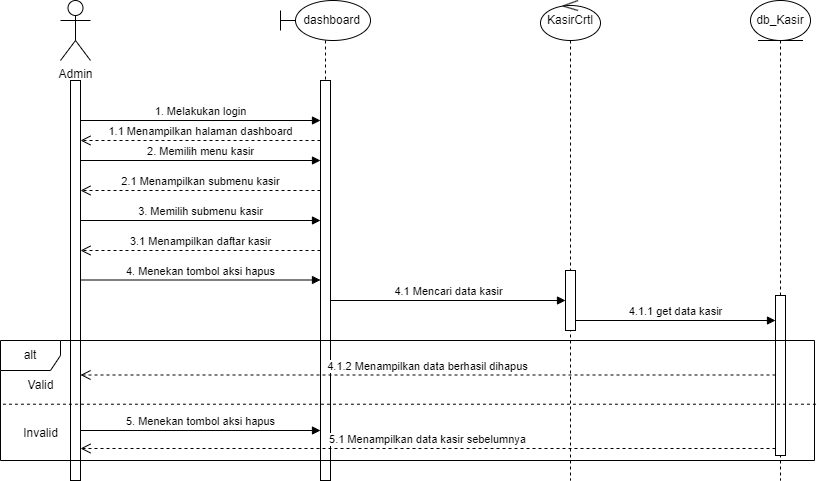 dashboard
KasirCrtl
db_Kasir
Admin
1. Melakukan login
1.1 Menampilkan halaman dashboard
2. Memilih menu kasir
2.1 Menampilkan submenu kasir
3. Memilih submenu kasir
3.1 Menampilkan daftar kasir
4. Menekan tombol aksi hapus
4.1 Mencari data kasir
4.1.1 get data kasir
alt
4.1.2 Menampilkan data berhasil dihapus
Valid
5. Menekan tombol aksi hapus
Invalid
5.1 Menampilkan data kasir sebelumnya